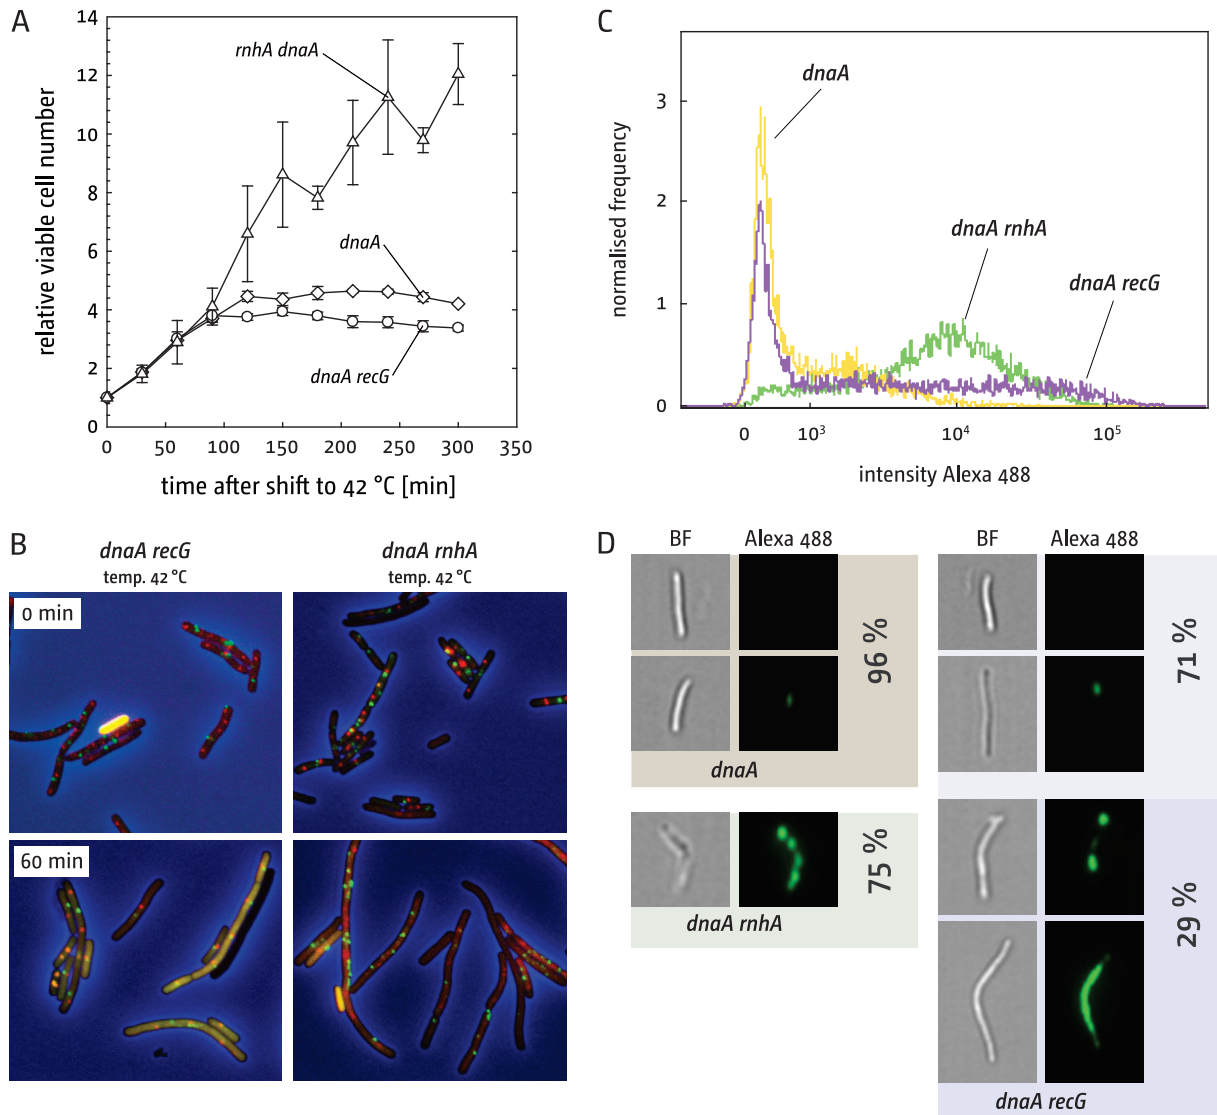 A
14
12
10
8
6
4
2
0
relative viable cell number
rnhA dnaA
dnaA
dnaA recG
0 50 100 150 200 250 300 350
time after shift to 42 °C [min]
C
3
2
1
0
normalised frequency
dnaA
dnaA rnhA
dnaA recG
0 10³ 10⁴ 10⁵
intensity Alexa 488
B
dnaA recG
temp. 42 °C
dnaA rnhA
temp. 42 °C
0 min
60 min
D
BF Alexa 488
96 %
dnaA
75 %
dnaA rnhA
BF Alexa 488
71 %
29 %
dnaA recG